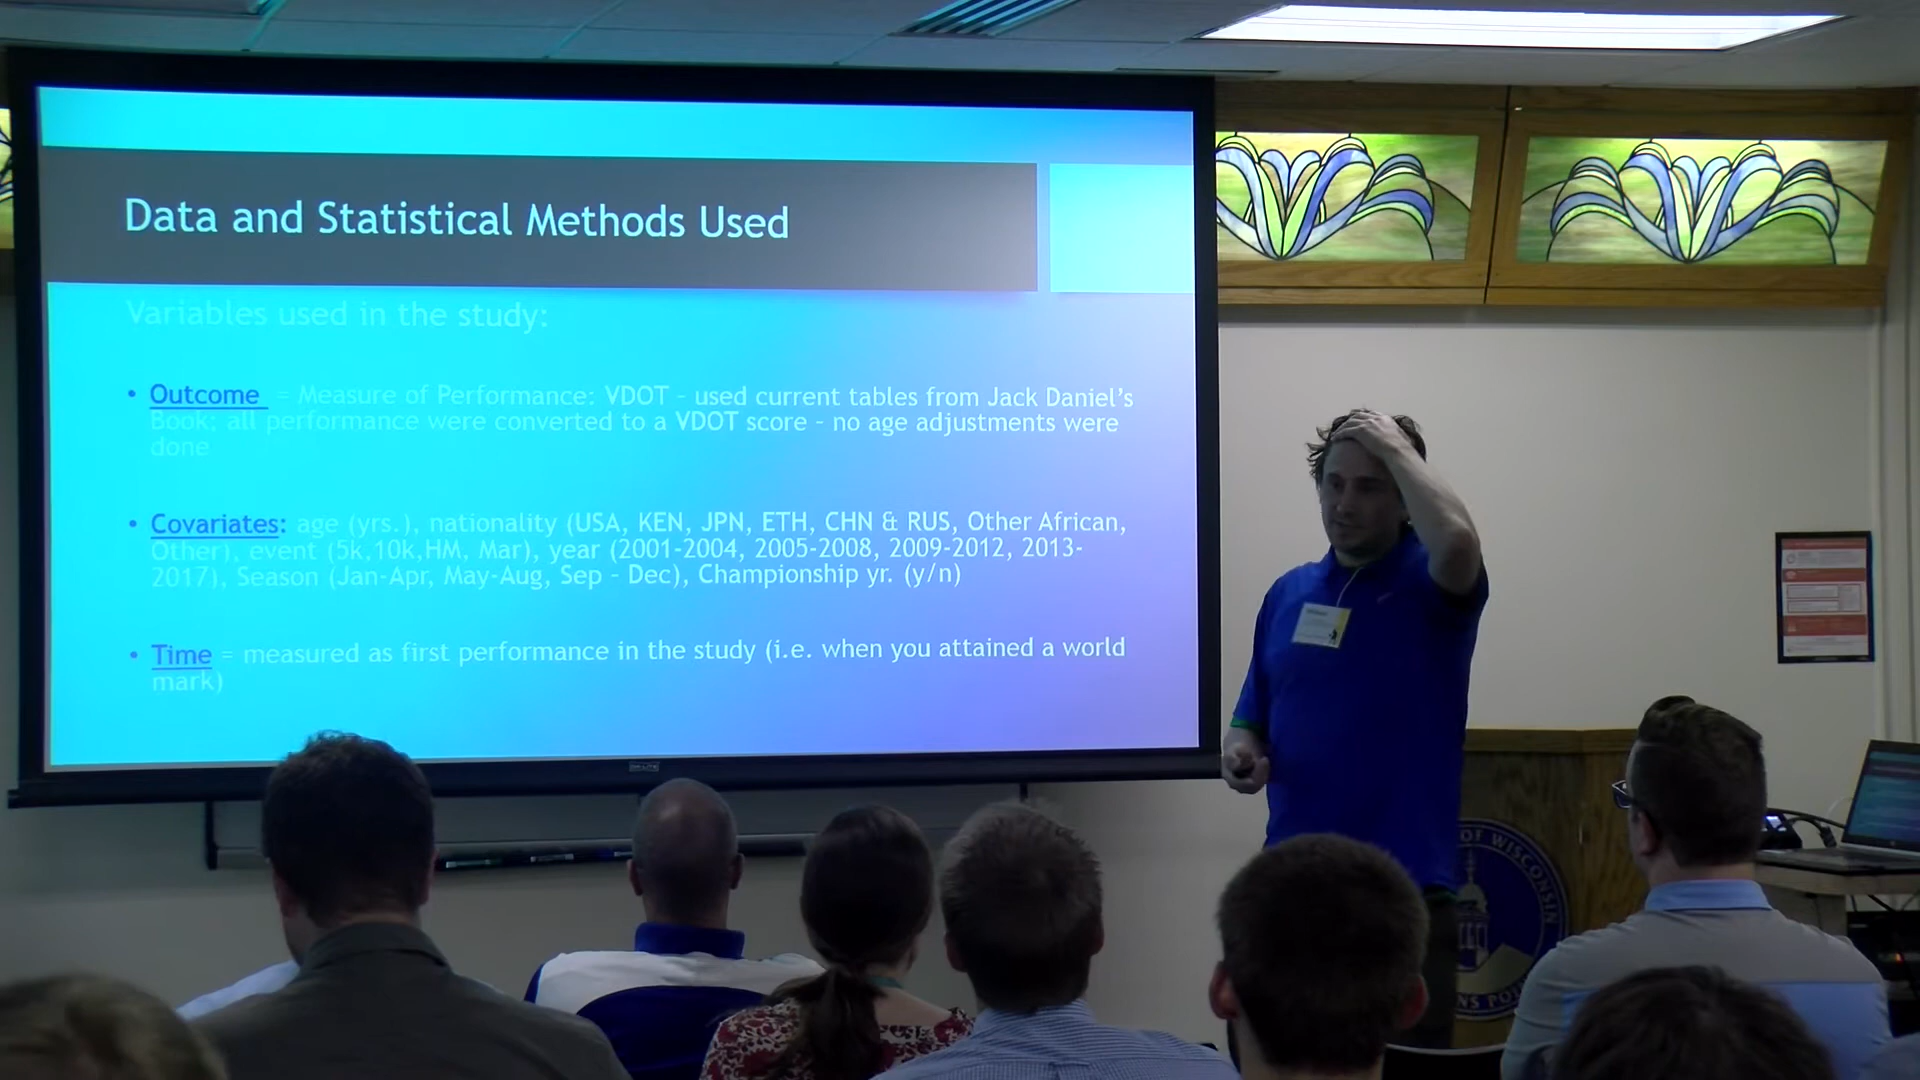 Data and Statistical Methods Used
Variables used in the study:
• Outcome = Measure of Performance: VDOT – used current tables from Jack Daniel's
Book; all performance were converted to a VDOT score – no age adjustments were
done
• Covariates: age (yrs.), nationality (USA, KEN, JPN, ETH, CHN & RUS, Other African,
Other), event (5k,10k,HM, Mar), year (2001-2004, 2005-2008, 2009-2012, 2013-
2017), Season (Jan-Apr, May-Aug, Sep – Dec), Championship yr. (y/n)
• Time = measured as first performance in the study (i.e. when you attained a world
mark)
DA-LITE
OF WISCONSIN